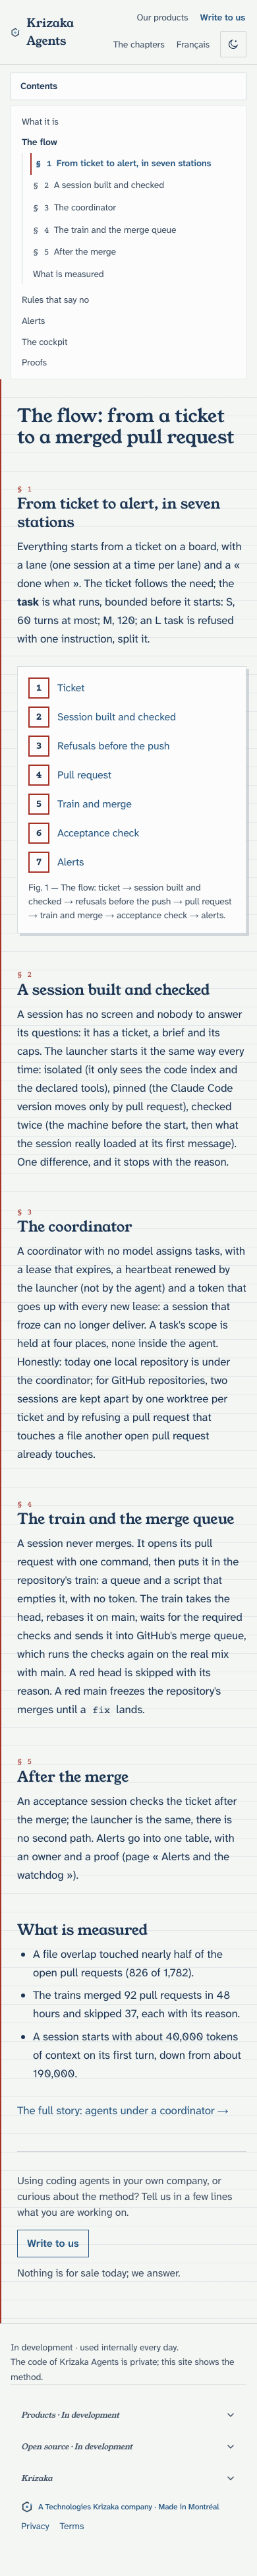 Krizaka
Agents
Our products Write to us
The chapters Français
Contents
What it is
The flow
§ 1 From ticket to alert, in seven stations
§ 2 A session built and checked
§ 3 The coordinator
§ 4 The train and the merge queue
§ 5 After the merge
What is measured
Rules that say no
Alerts
The cockpit
Proofs
The flow: from a ticket
to a merged pull request
§ 1
From ticket to alert, in seven
stations
Everything starts from a ticket on a board, with
a lane (one session at a time per lane) and a «
done when ». The ticket follows the need; the
task is what runs, bounded before it starts: S,
60 turns at most; M, 120; an L task is refused
with one instruction, split it.
1 Ticket
2 Session built and checked
3 Refusals before the push
4 Pull request
5 Train and merge
6 Acceptance check
7 Alerts
Fig. 1 — The flow: ticket → session built and
checked → refusals before the push → pull request
→ train and merge → acceptance check → alerts.
§ 2
A session built and checked
A session has no screen and nobody to answer
its questions: it has a ticket, a brief and its
caps. The launcher starts it the same way every
time: isolated (it only sees the code index and
the declared tools), pinned (the Claude Code
version moves only by pull request), checked
twice (the machine before the start, then what
the session really loaded at its first message).
One difference, and it stops with the reason.
§ 3
The coordinator
A coordinator with no model assigns tasks, with
a lease that expires, a heartbeat renewed by
the launcher (not by the agent) and a token that
goes up with every new lease: a session that
froze can no longer deliver. A task's scope is
held at four places, none inside the agent.
Honestly: today one local repository is under
the coordinator; for GitHub repositories, two
sessions are kept apart by one worktree per
ticket and by refusing a pull request that
touches a file another open pull request
already touches.
§ 4
The train and the merge queue
A session never merges. It opens its pull
request with one command, then puts it in the
repository's train: a queue and a script that
empties it, with no token. The train takes the
head, rebases it on main, waits for the required
checks and sends it into GitHub's merge queue,
which runs the checks again on the real mix
with main. A red head is skipped with its
reason. A red main freezes the repository's
merges until a fix lands.
§ 5
After the merge
An acceptance session checks the ticket after
the merge; the launcher is the same, there is
no second path. Alerts go into one table, with
an owner and a proof (page « Alerts and the
watchdog »).
What is measured
• A file overlap touched nearly half of the
open pull requests (826 of 1,782).
• The trains merged 92 pull requests in 48
hours and skipped 37, each with its reason.
• A session starts with about 40,000 tokens
of context on its first turn, down from about
190,000.
The full story: agents under a coordinator →
Using coding agents in your own company, or
curious about the method? Tell us in a few lines
what you are working on.
Write to us
Nothing is for sale today; we answer.
In development · used internally every day.
The code of Krizaka Agents is private; this site shows the
method.
Products · In development
Open source · In development
Krizaka
A Technologies Krizaka company · Made in Montréal
Privacy Terms